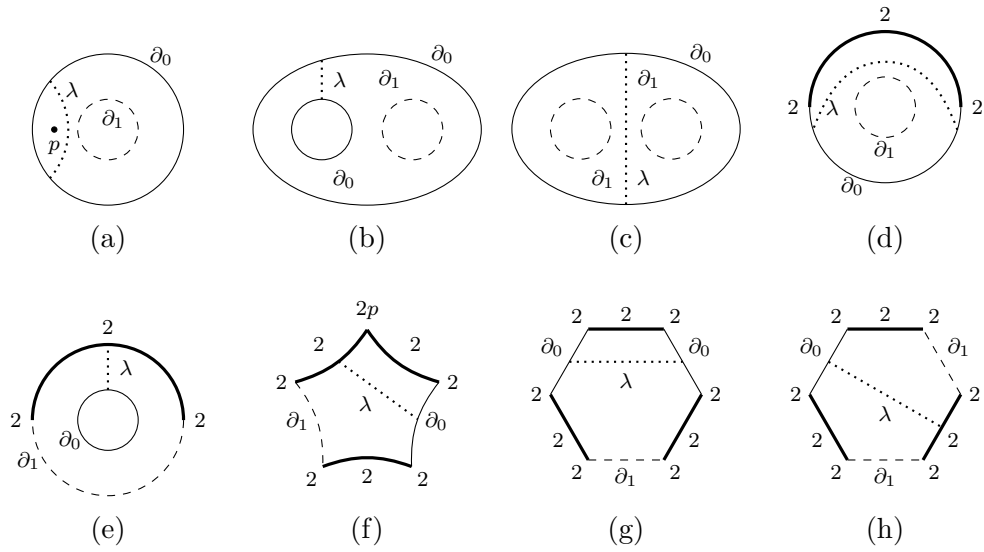 ∂₀ λ ∂₁ p
(a)
λ ∂₁ ∂₀ ∂₀
(b)
∂₀ ∂₁ ∂₁ λ
(c)
2 2 λ 2 ∂₁ ∂₀
(d)
2 λ 2 2 ∂₀ ∂₁
(e)
2p 2 2 2 2 λ ∂₁ ∂₀ 2 2 2
(f)
2 2 2 ∂₀ ∂₀ λ 2 2 2 2 2 ∂₁ 2
(g)
2 2 2 ∂₀ ∂₁ 2 λ 2 2 2 2 ∂₁ 2
(h)